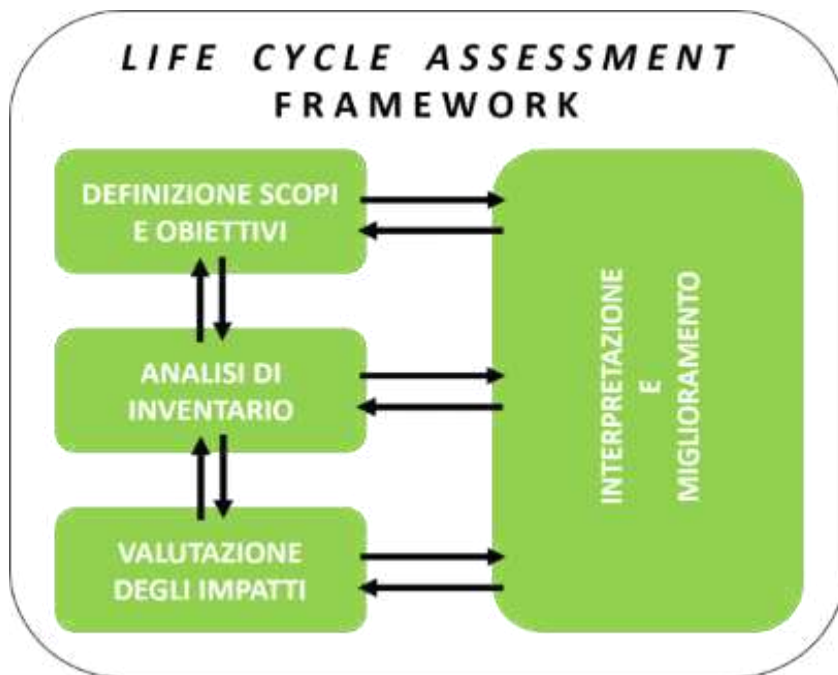 LIFE CYCLE ASSESSMENT
FRAMEWORK
DEFINIZIONE SCOPI
E OBIETTIVI
ANALISI DI
INVENTARIO
VALUTAZIONE
DEGLI IMPATTI
INTERPRETAZIONE
E
MIGLIORAMENTO